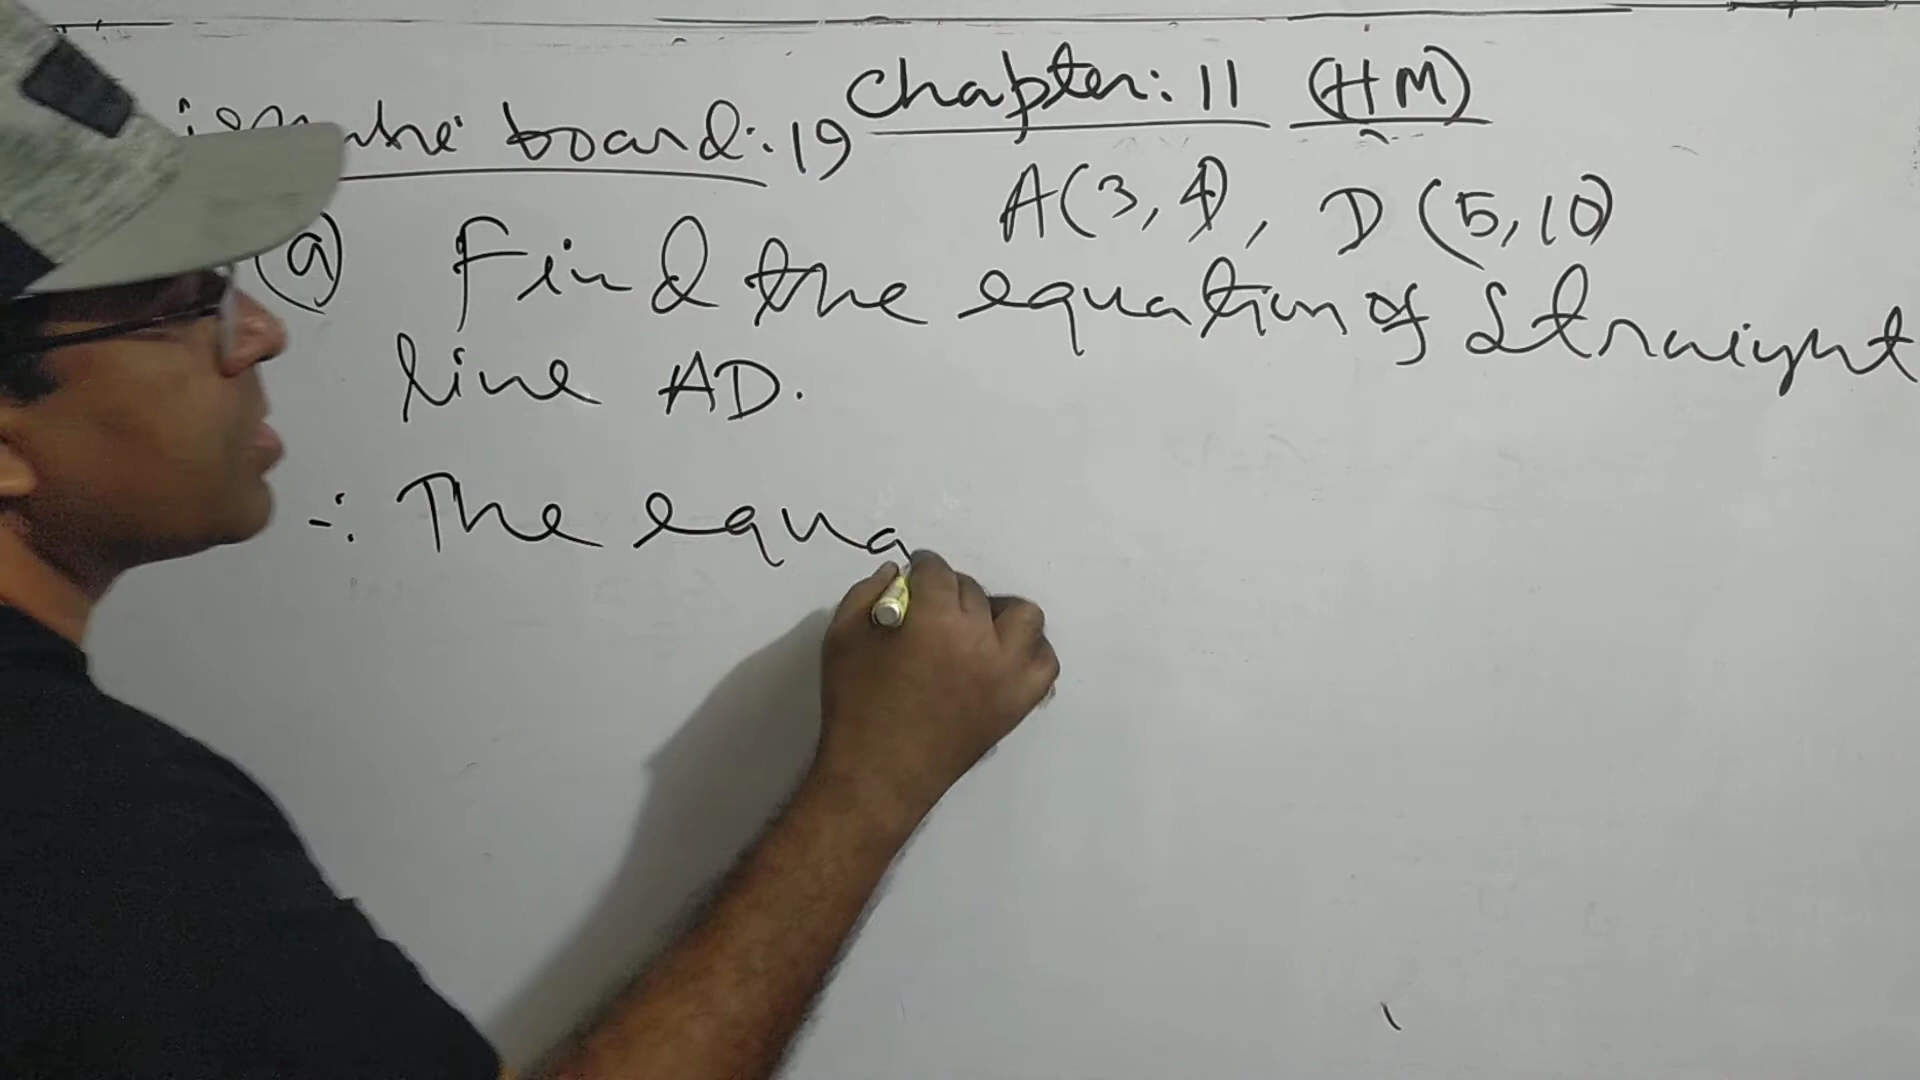 Chapter: 11 (HM)
board: 19
A(3,4), D(5,10)
(a) Find the equation of straight
line AD.
∴ The equa